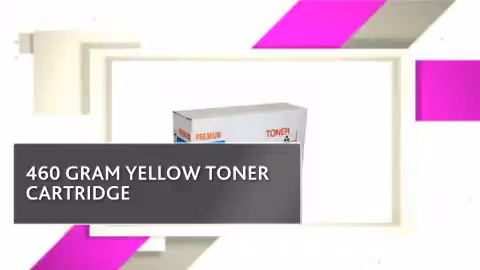 PREMIUM
TONER
460 GRAM YELLOW TONER
CARTRIDGE